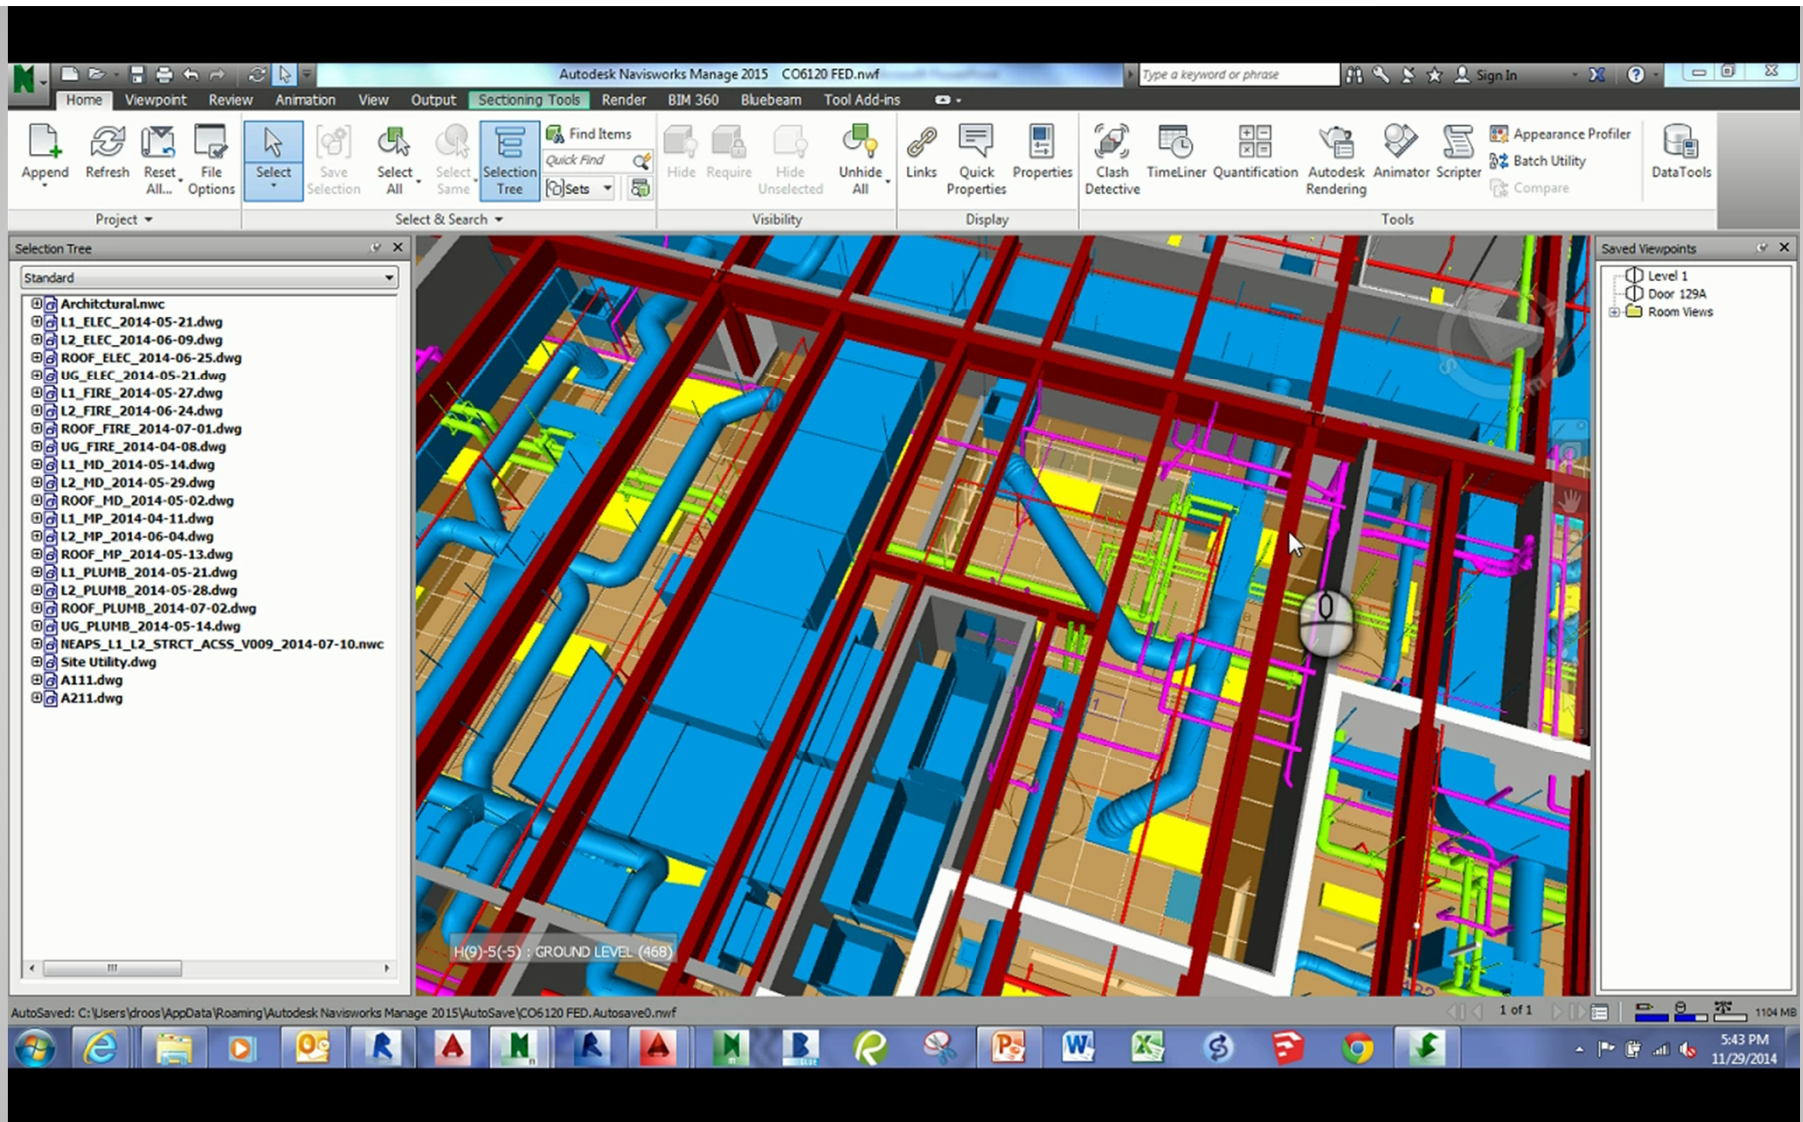 Autodesk Navisworks Manage 2015 CO6120 FED.nwf
Type a keyword or phrase
Sign In
Home Viewpoint Review Animation View Output Sectioning Tools Render BIM 360 Bluebeam Tool Add-ins
Append
Refresh
Reset All...
File Options
Project
Select
Save Selection
Select All
Select Same
Selection Tree
Find Items
Quick Find
Sets
Select & Search
Hide
Require
Hide Unselected
Unhide All
Visibility
Links
Quick Properties
Properties
Display
Clash Detective
TimeLiner
Quantification
Autodesk Rendering
Animator
Scripter
Appearance Profiler
Batch Utility
Compare
Tools
DataTools
Selection Tree
Standard
Architctural.nwc
L1_ELEC_2014-05-21.dwg
L2_ELEC_2014-06-09.dwg
ROOF_ELEC_2014-06-25.dwg
UG_ELEC_2014-05-21.dwg
L1_FIRE_2014-05-27.dwg
L2_FIRE_2014-06-24.dwg
ROOF_FIRE_2014-07-01.dwg
UG_FIRE_2014-04-08.dwg
L1_MD_2014-05-14.dwg
L2_MD_2014-05-29.dwg
ROOF_MD_2014-05-02.dwg
L1_MP_2014-04-11.dwg
L2_MP_2014-06-04.dwg
ROOF_MP_2014-05-13.dwg
L1_PLUMB_2014-05-21.dwg
L2_PLUMB_2014-05-28.dwg
ROOF_PLUMB_2014-07-02.dwg
UG_PLUMB_2014-05-14.dwg
NEAPS_L1_L2_STRCT_ACSS_V009_2014-07-10.nwc
Site Utility.dwg
A111.dwg
A211.dwg
H(9)-5(-5) : GROUND LEVEL (468)
Saved Viewpoints
Level 1
Door 129A
Room Views
AutoSaved: C:\Users\droos\AppData\Roaming\Autodesk Navisworks Manage 2015\AutoSave\CO6120 FED.Autosave0.nwf
1 of 1
1104 MB
5:43 PM
11/29/2014